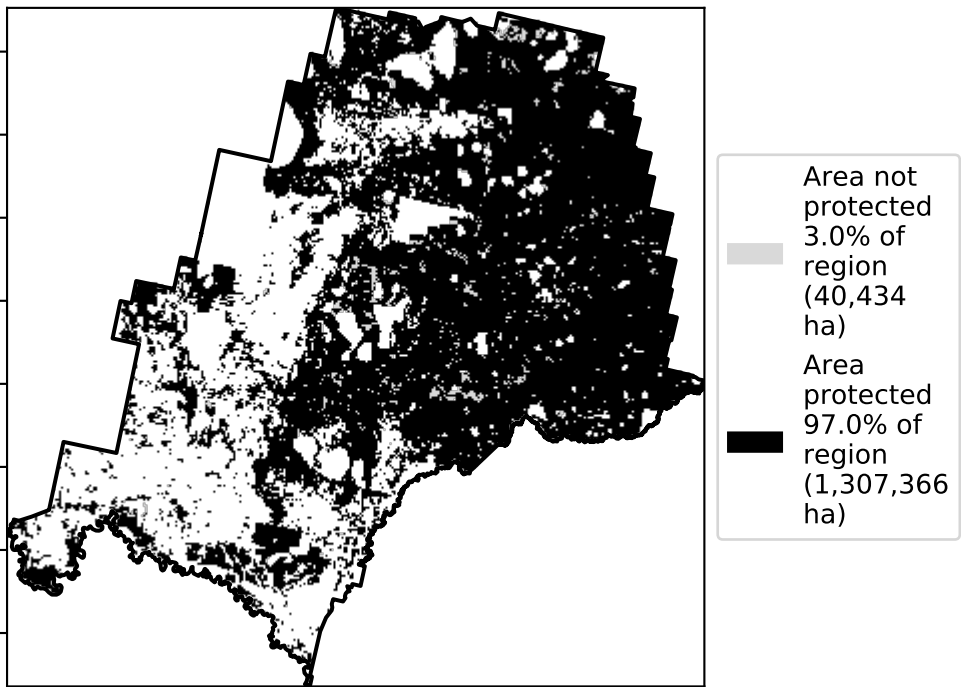 Area not
protected
3.0% of
region
(40,434
ha)
Area
protected
97.0% of
region
(1,307,366
ha)